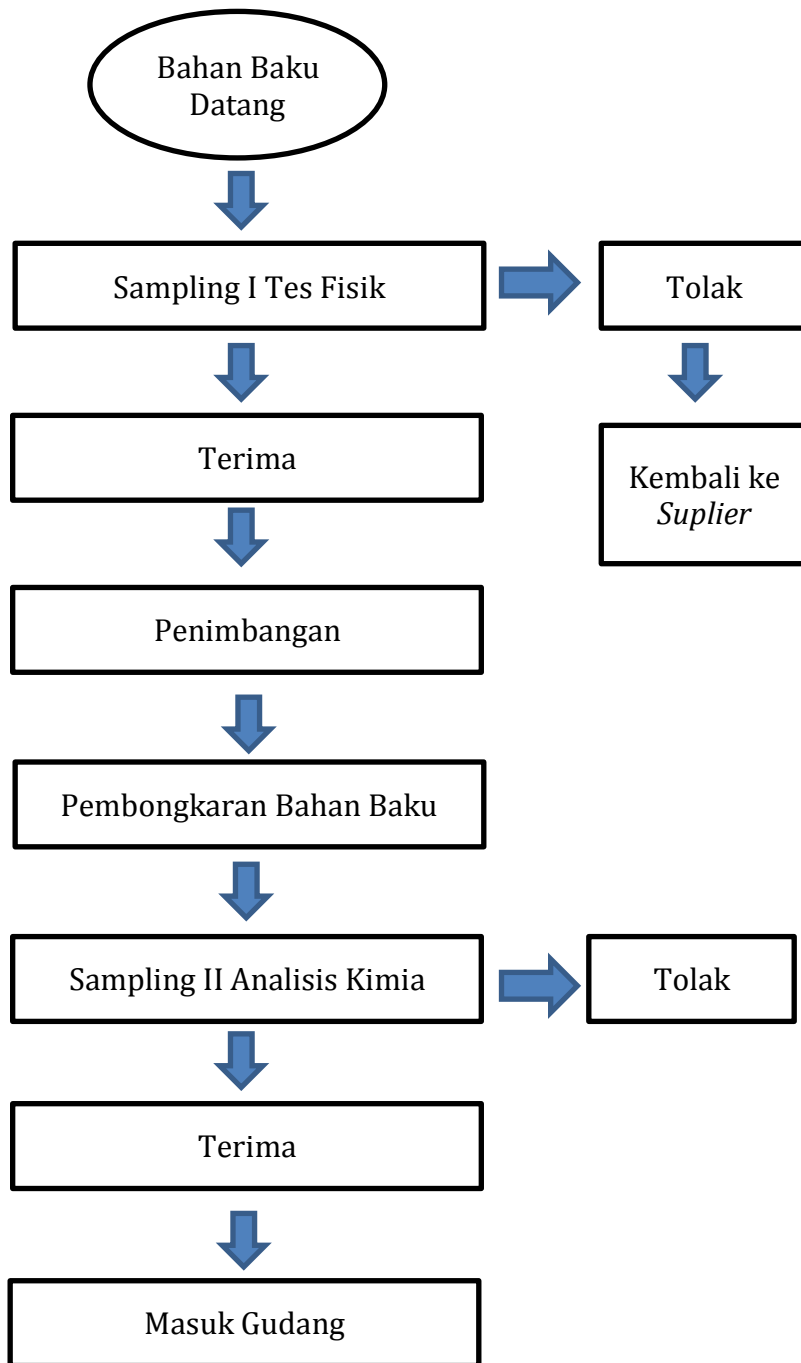 Bahan Baku
Datang
Sampling I Tes Fisik
Tolak
Terima
Kembali ke
Suplier
Penimbangan
Pembongkaran Bahan Baku
Sampling II Analisis Kimia
Tolak
Terima
Masuk Gudang